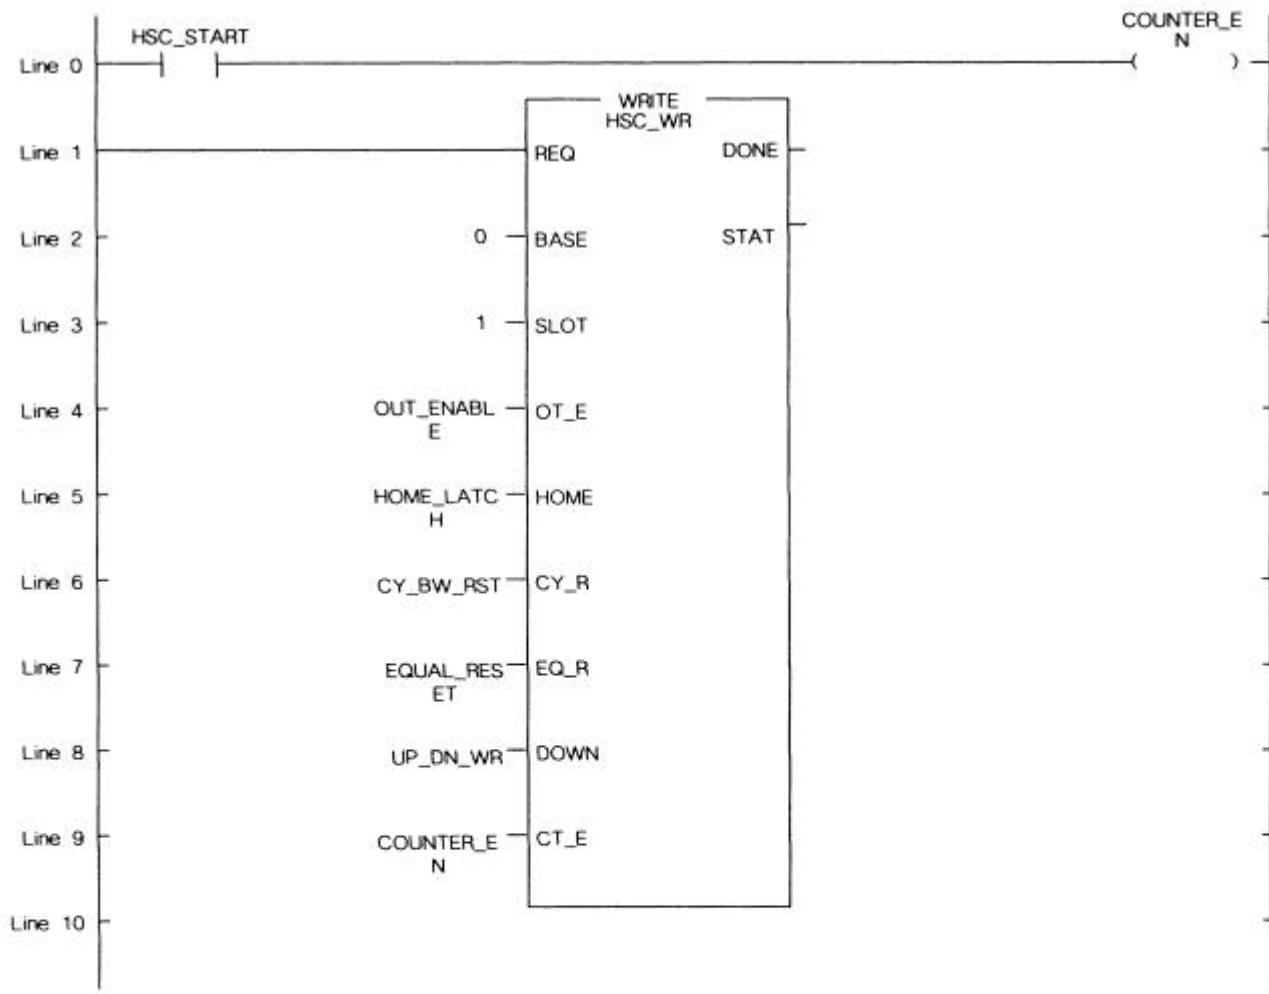 HSC_START
COUNTER_E
N
Line 0
WRITE
HSC_WR
Line 1
REQ
DONE
Line 2
0
BASE
STAT
Line 3
1
SLOT
Line 4
OUT_ENABL
E
OT_E
Line 5
HOME_LATC
H
HOME
Line 6
CY_BW_RST
CY_R
Line 7
EQUAL_RES
ET
EQ_R
Line 8
UP_DN_WR
DOWN
Line 9
COUNTER_E
N
CT_E
Line 10